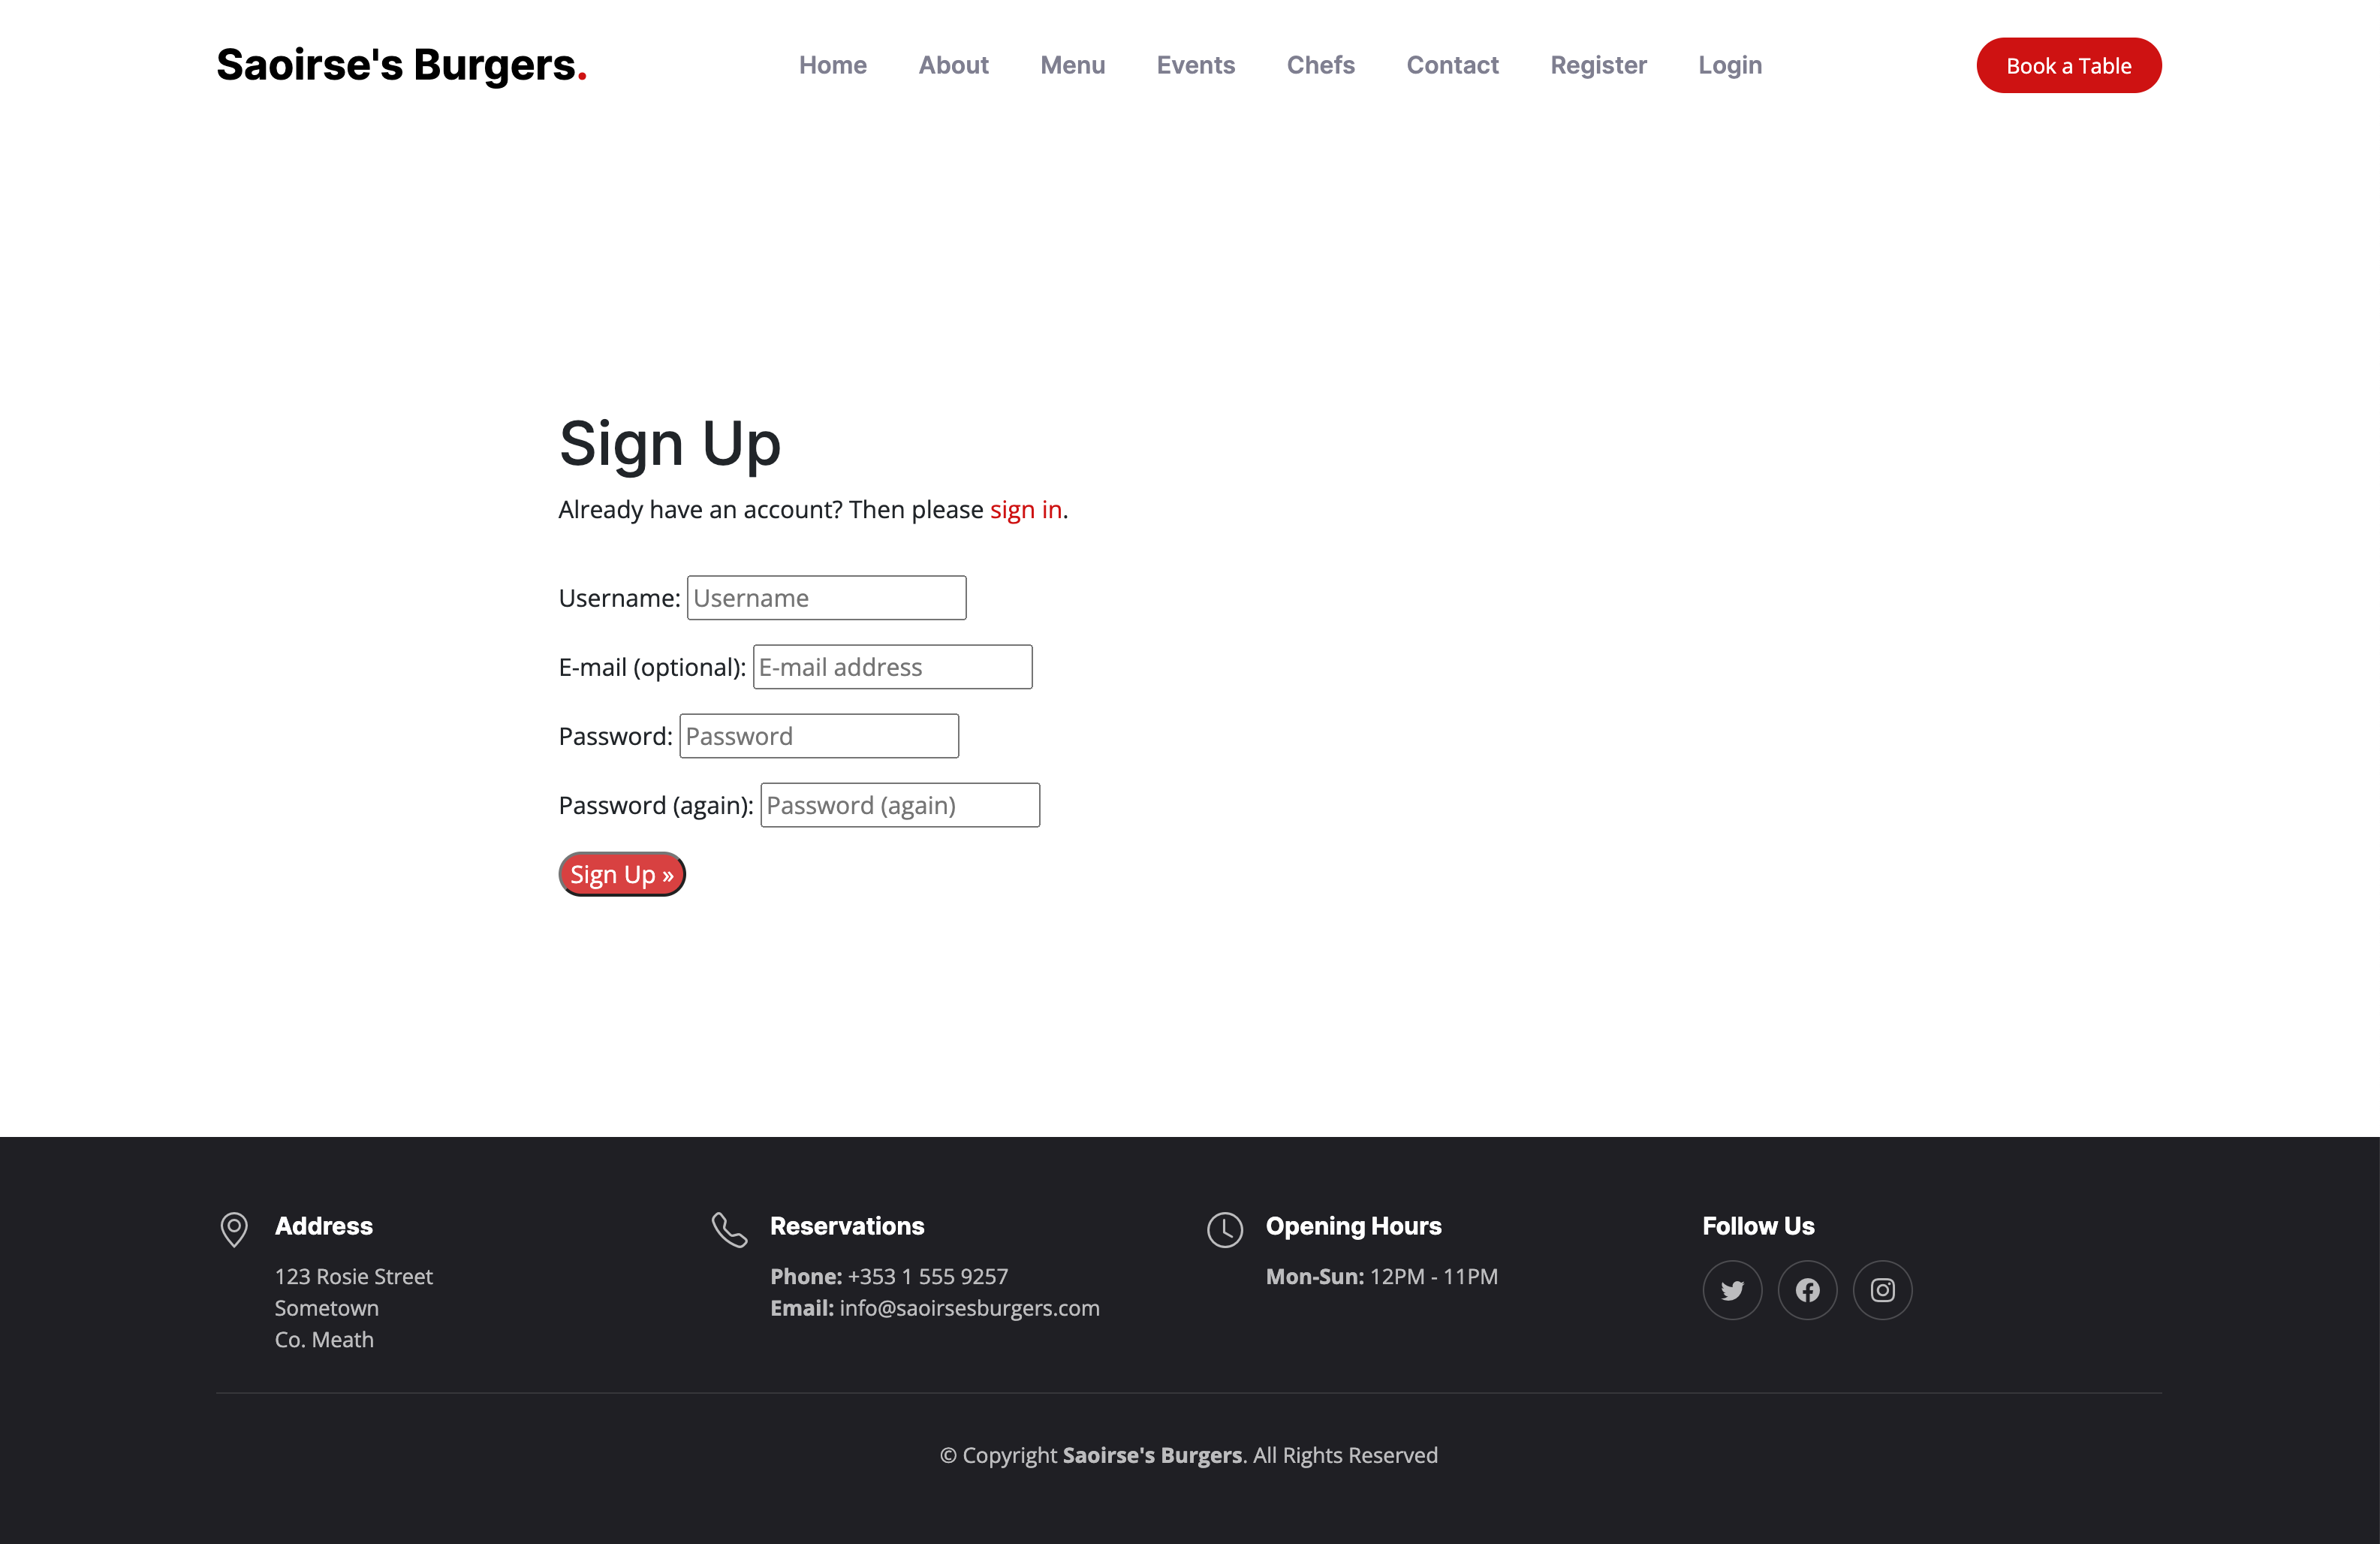 Saoirse's Burgers.
Home About Menu Events Chefs Contact Register Login
Book a Table
Sign Up
Already have an account? Then please sign in.
Username: Username
E-mail (optional): E-mail address
Password: Password
Password (again): Password (again)
Sign Up »
Address
123 Rosie Street
Sometown
Co. Meath
Reservations
Phone: +353 1 555 9257
Email: info@saoirsesburgers.com
Opening Hours
Mon-Sun: 12PM - 11PM
Follow Us
© Copyright Saoirse's Burgers. All Rights Reserved